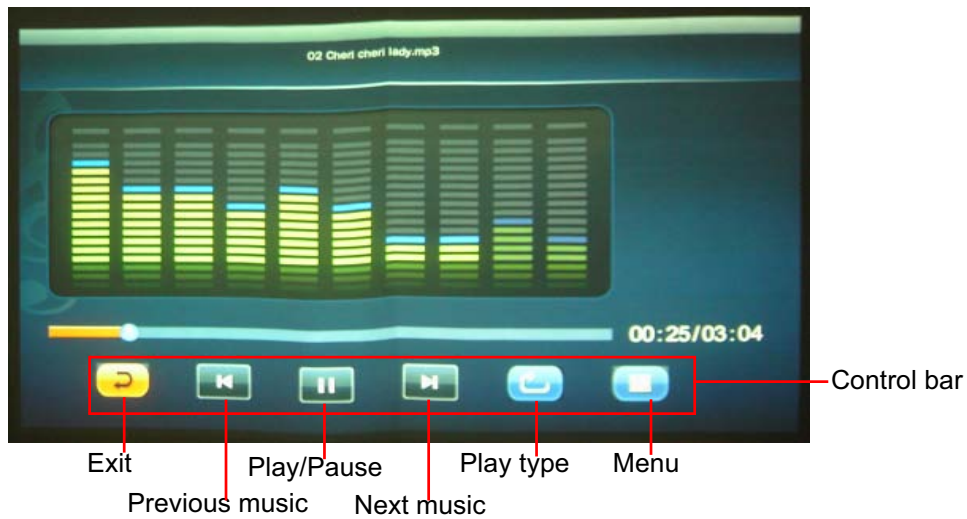 02 Cheri cheri lady.mp3
00:25/03:04
Control bar
Exit
Play/Pause
Play type
Menu
Previous music
Next music